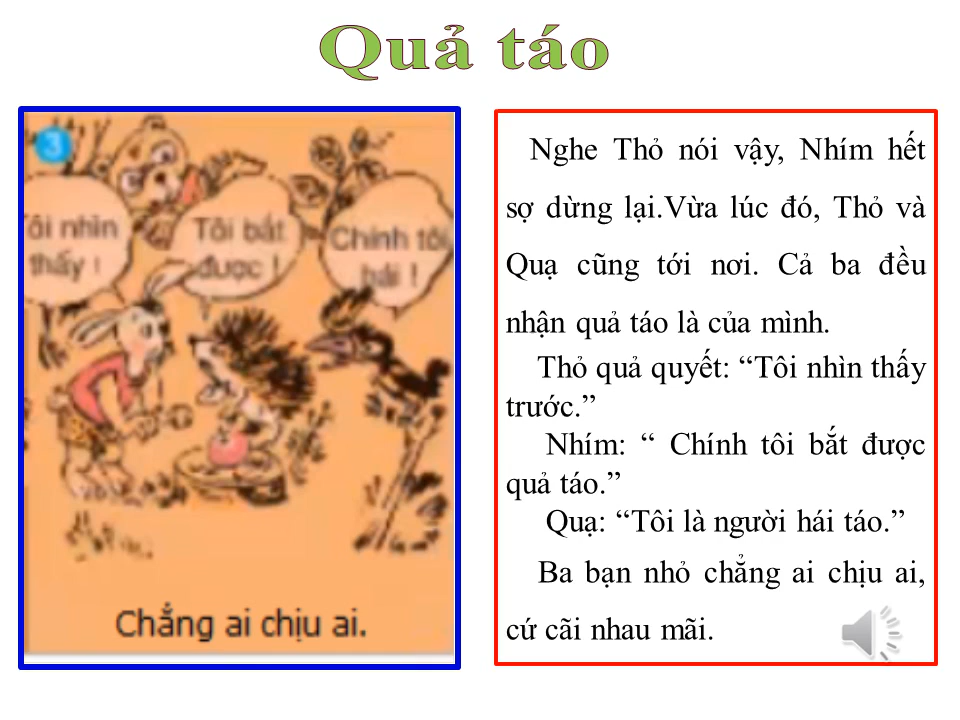 Quả táo
3
ôi nhìn
thấy !
Tôi bắt
được !
Chính tôi
hái !
Chẳng ai chịu ai.
Nghe Thỏ nói vậy, Nhím hết
sợ dừng lại.Vừa lúc đó, Thỏ và
Quạ cũng tới nơi. Cả ba đều
nhận quả táo là của mình.
Thỏ quả quyết: “Tôi nhìn thấy
trước.”
Nhím: “ Chính tôi bắt được
quả táo.”
Quạ: “Tôi là người hái táo.”
Ba bạn nhỏ chẳng ai chịu ai,
cứ cãi nhau mãi.